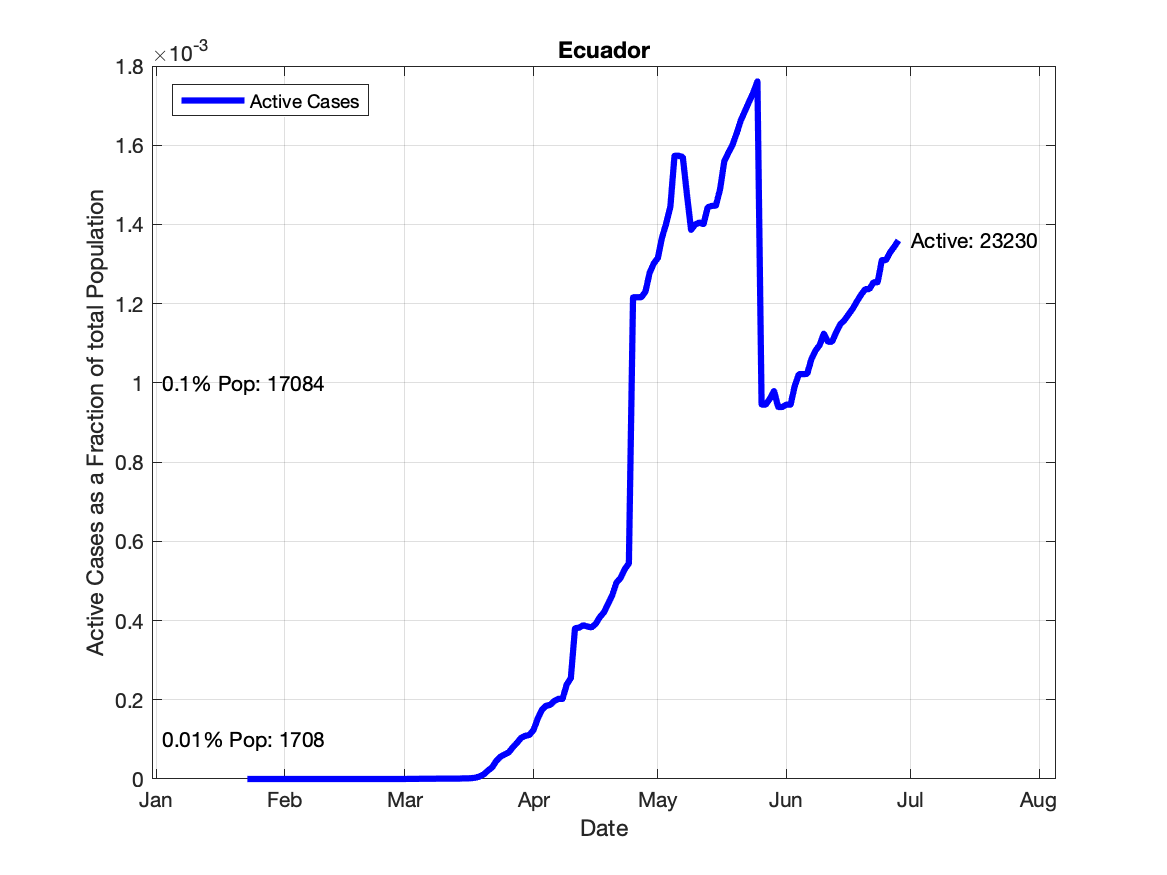 Ecuador
×10-3
Active Cases
1.8
1.6
1.4
1.2
1
0.8
0.6
0.4
0.2
0
Active Cases as a Fraction of total Population
Active: 23230
0.1% Pop: 17084
0.01% Pop: 1708
Jan Feb Mar Apr May Jun Jul Aug
Date